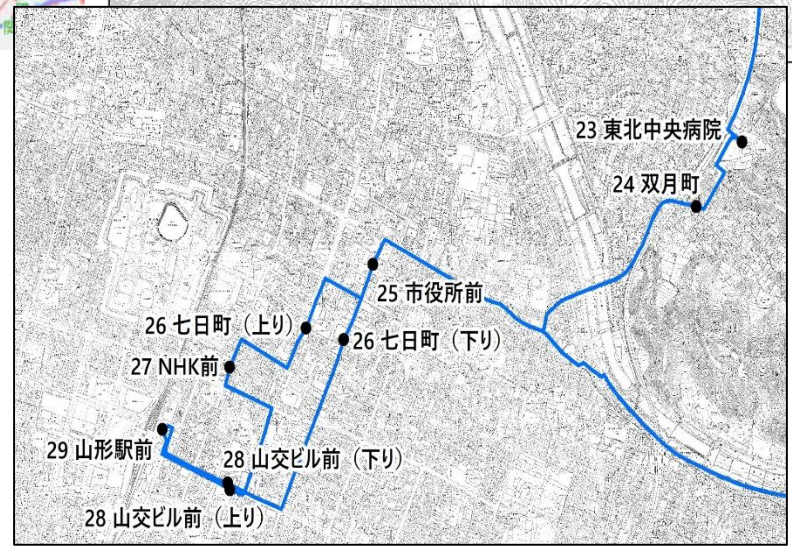 23 東北中央病院
24 双月町
25 市役所前
26 七日町（上り）
26 七日町（下り）
27 NHK前
29 山形駅前
28 山交ビル前（下り）
28 山交ビル前（上り）